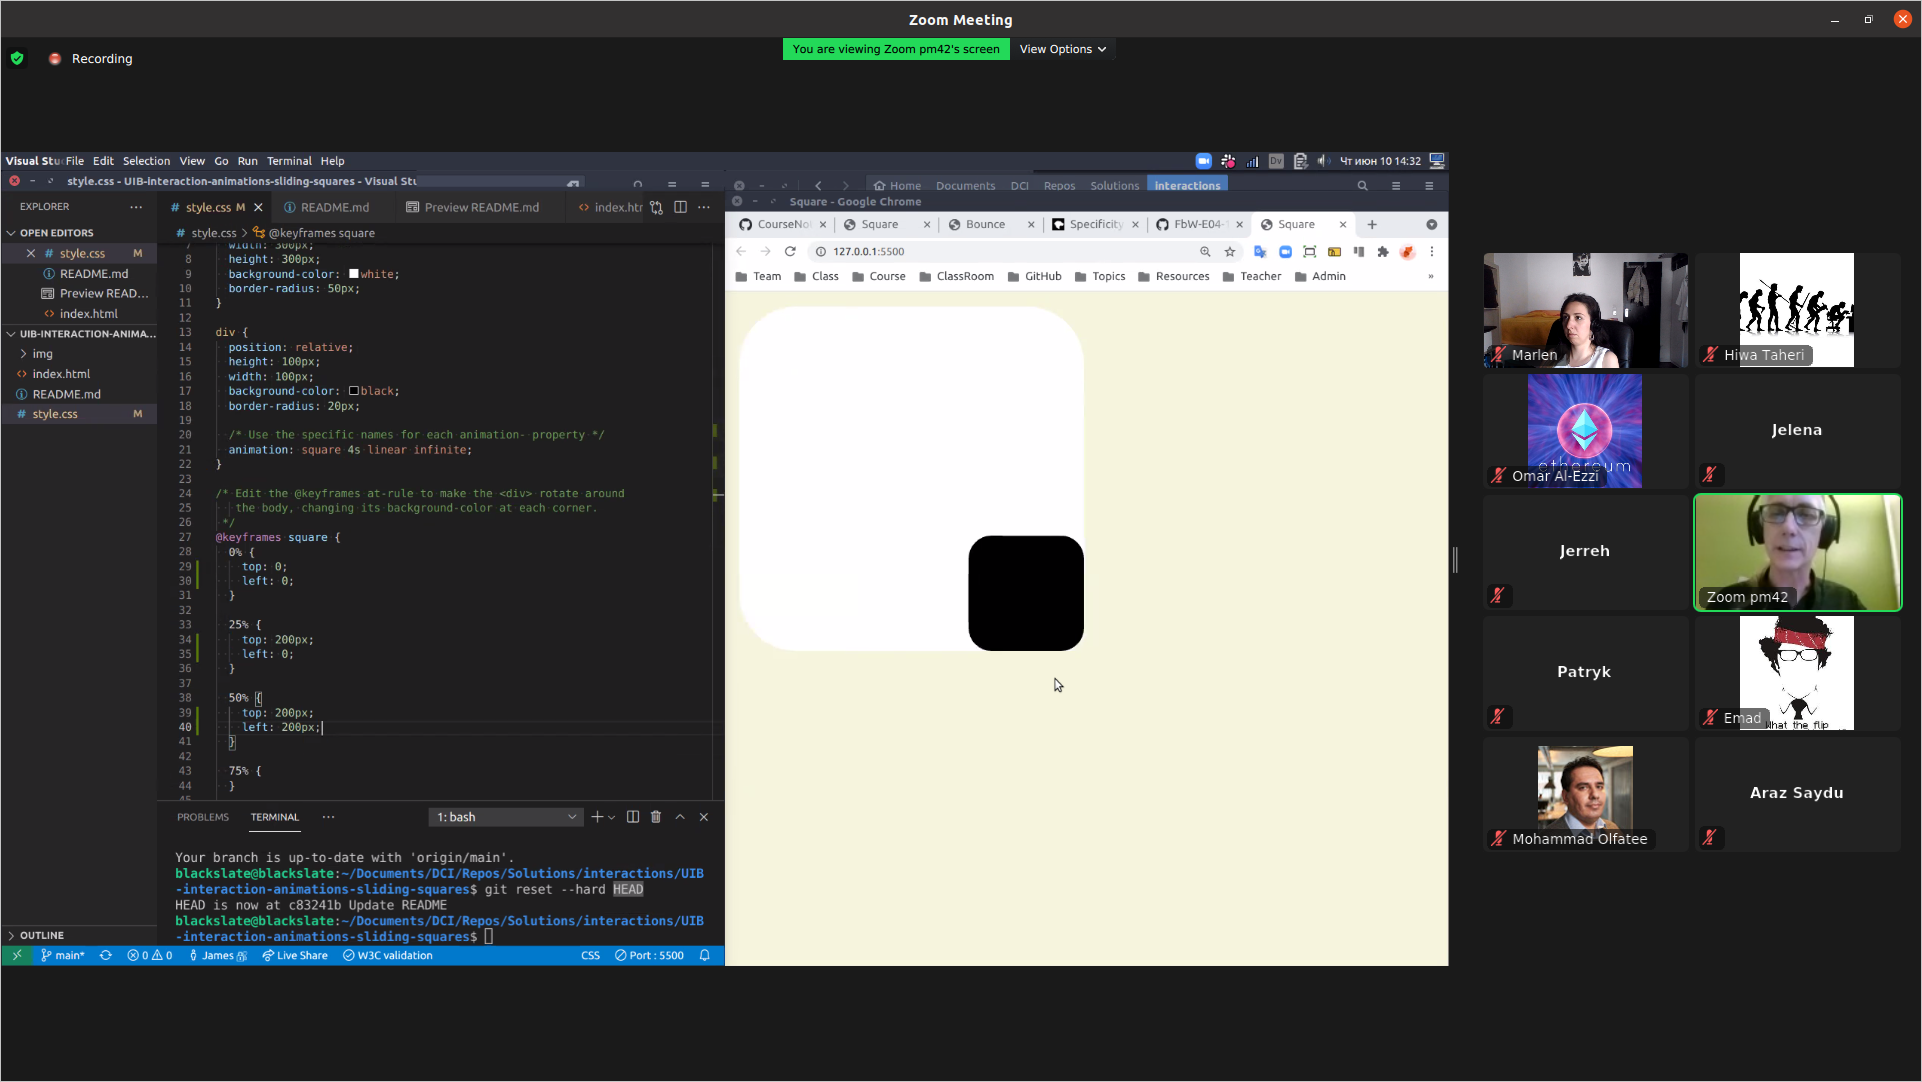 Zoom Meeting
Recording
You are viewing Zoom pm42's screen
View Options
Visual Stu File Edit Selection View Go Run Terminal Help
Dv
Чт июн 10 14:32
style.css - UIB-interaction-animations-sliding-squares - Visual Stu
Home Documents DCI Repos Solutions interactions
Square - Google Chrome
EXPLORER
OPEN EDITORS
style.css M
README.md
Preview READ...
index.html
UIB-INTERACTION-ANIMA...
img
index.html
README.md
style.css M
OUTLINE
style.css M README.md Preview README.md index.htr
style.css > @keyframes square
7 width: 300px;
8 height: 300px;
9 background-color: white;
10 border-radius: 50px;
11 }
12
13 div {
14 position: relative;
15 height: 100px;
16 width: 100px;
17 background-color: black;
18 border-radius: 20px;
19
20 /* Use the specific names for each animation- property */
21 animation: square 4s linear infinite;
22 }
23
24 /* Edit the @keyframes at-rule to make the <div> rotate around
25 the body, changing its background-color at each corner.
26 */
27 @keyframes square {
28 0% {
29 top: 0;
30 left: 0;
31 }
32
33 25% {
34 top: 200px;
35 left: 0;
36 }
37
38 50% {
39 top: 200px;
40 left: 200px;
41 }
42
43 75% {
44 }
45
PROBLEMS TERMINAL ... 1: bash
Your branch is up-to-date with 'origin/main'.
blackslate@blackslate:~/Documents/DCI/Repos/Solutions/interactions/UIB
-interaction-animations-sliding-squares$ git reset --hard HEAD
HEAD is now at c83241b Update README
blackslate@blackslate:~/Documents/DCI/Repos/Solutions/interactions/UIB
-interaction-animations-sliding-squares$
main* 0 0 James Live Share W3C validation CSS Port : 5500
CourseNo Square Bounce Specificity FbW-E04- Square
127.0.0.1:5500
Team Class Course ClassRoom GitHub Topics Resources Teacher Admin »
Marlen
Hiwa Taheri
ethereum
Omar Al-Ezzi
Jelena
Jerreh
Zoom pm42
Patryk
Emad
What the flip
Mohammad Olfatee
Araz Saydu